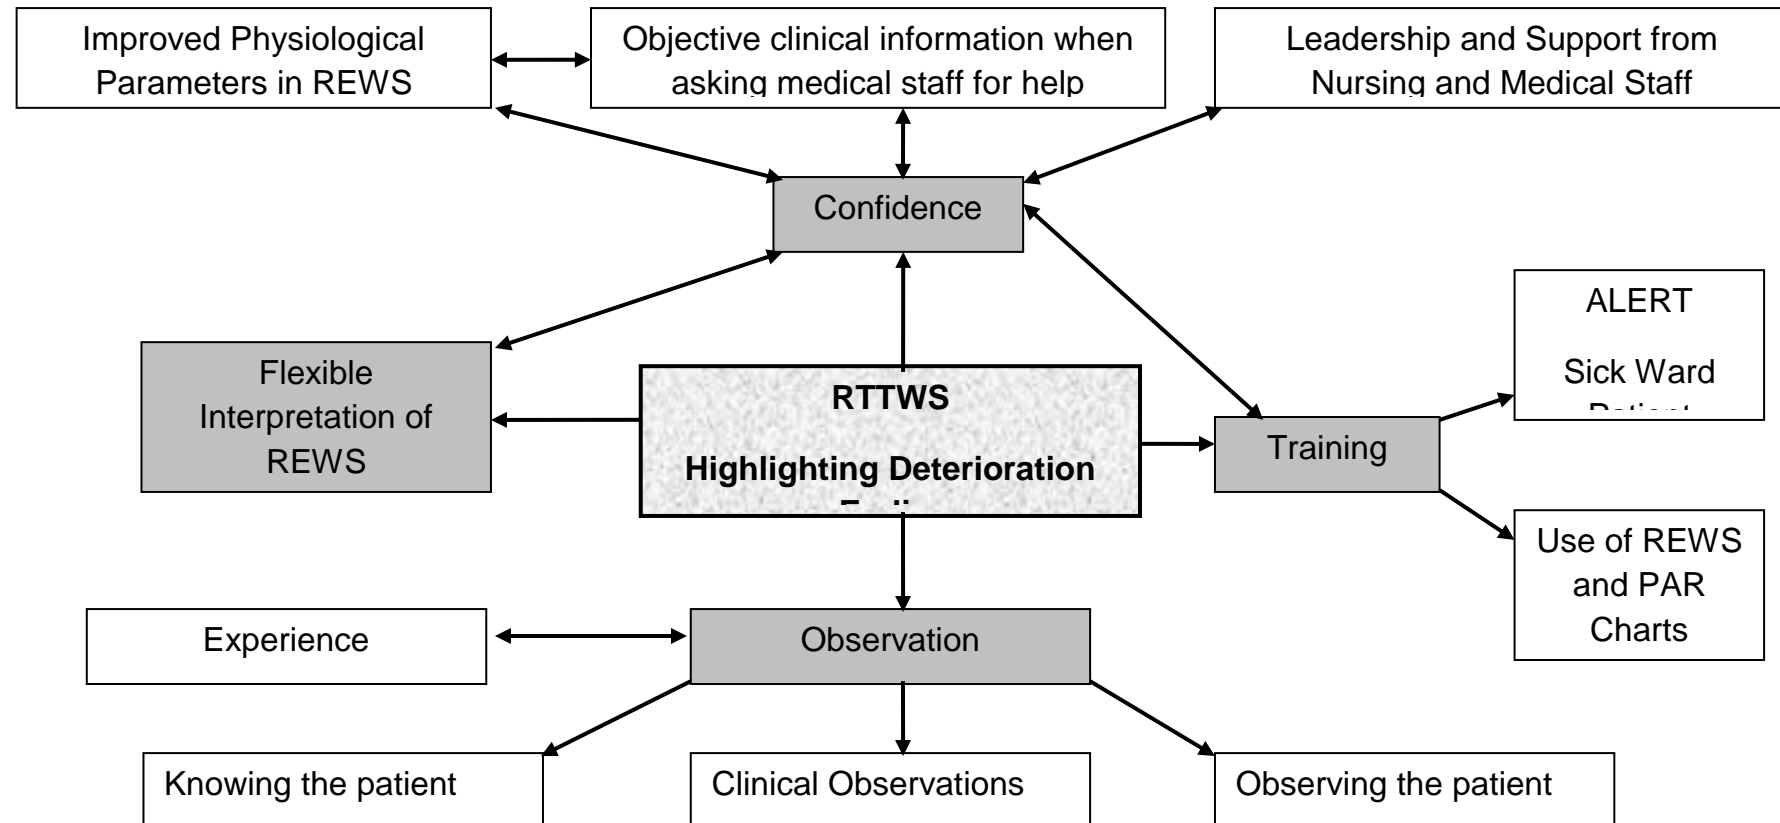 Improved Physiological
Parameters in REWS
Objective clinical information when
asking medical staff for help
Leadership and Support from
Nursing and Medical Staff
Confidence
ALERT
Sick Ward
Patient
Flexible
Interpretation of
REWS
RTTWS
Highlighting Deterioration
Training
Use of REWS
and PAR
Charts
Experience
Observation
Knowing the patient
Clinical Observations
Observing the patient